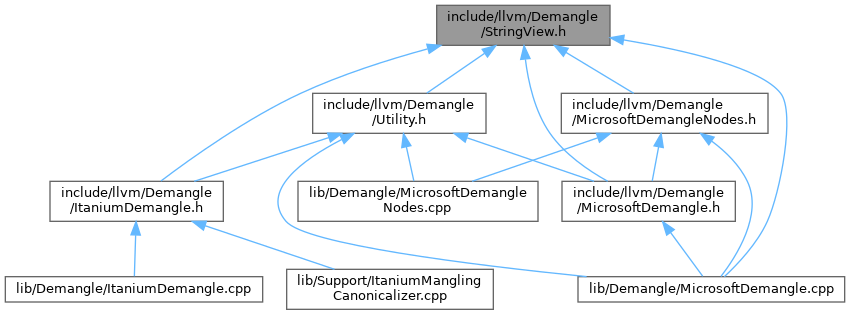 include/llvm/Demangle
/StringView.h
include/llvm/Demangle
/Utility.h
include/llvm/Demangle
/MicrosoftDemangleNodes.h
include/llvm/Demangle
/ItaniumDemangle.h
lib/Demangle/MicrosoftDemangle
Nodes.cpp
include/llvm/Demangle
/MicrosoftDemangle.h
lib/Demangle/ItaniumDemangle.cpp
lib/Support/ItaniumMangling
Canonicalizer.cpp
lib/Demangle/MicrosoftDemangle.cpp